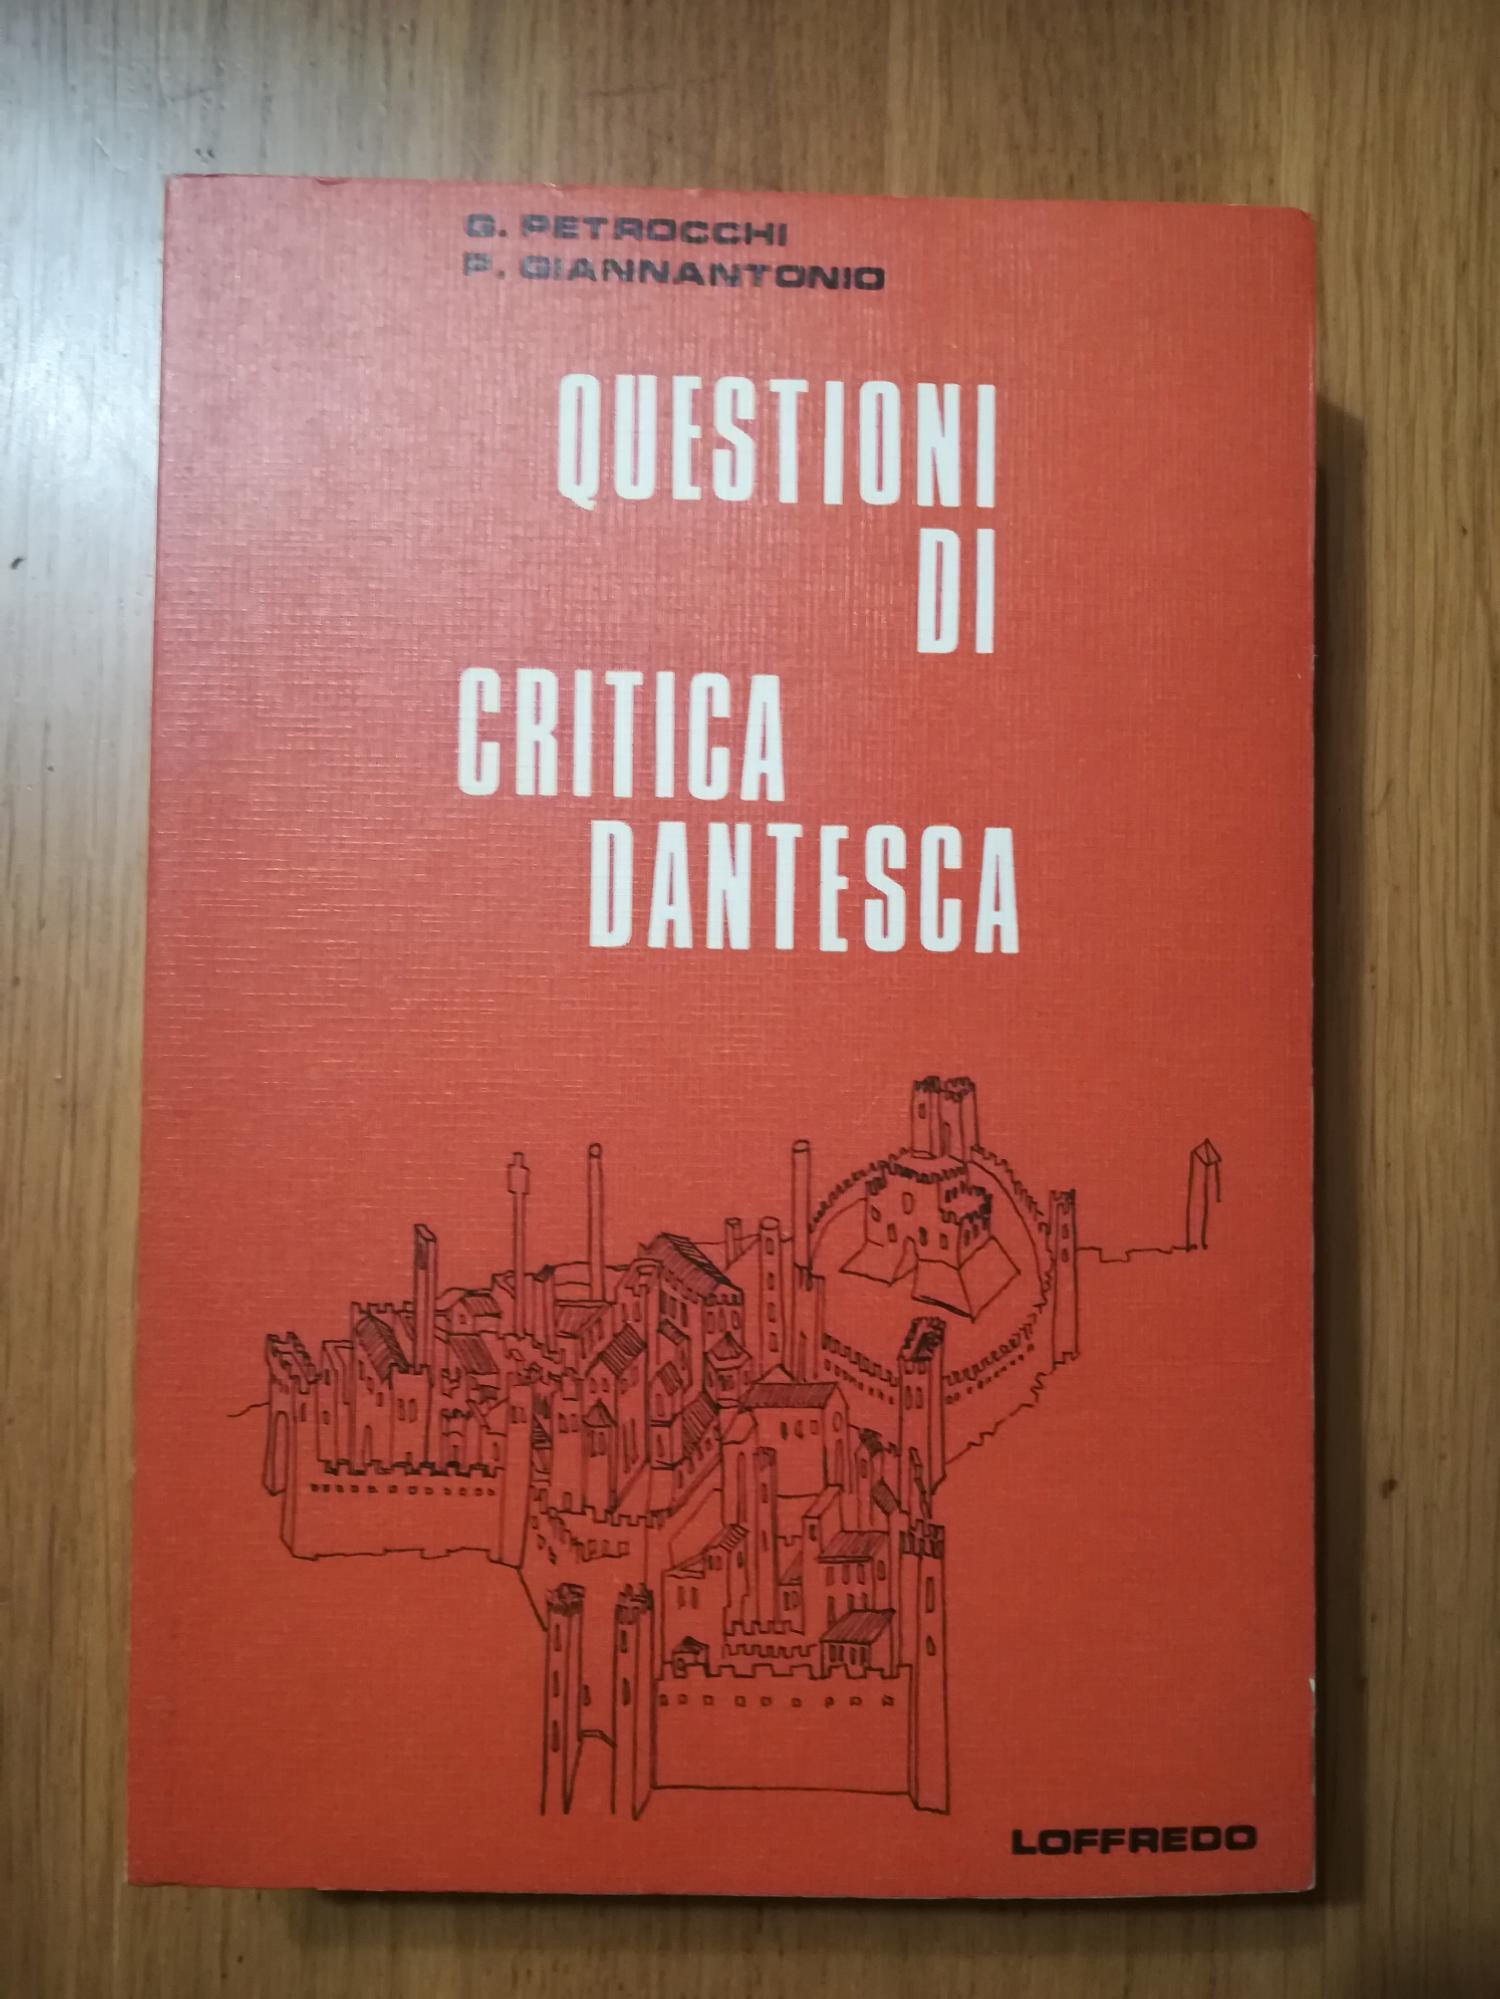 G. PETROCCHI
P. GIANNANTONIO
QUESTIONI
DI
CRITICA
DANTESCA
LOFFREDO